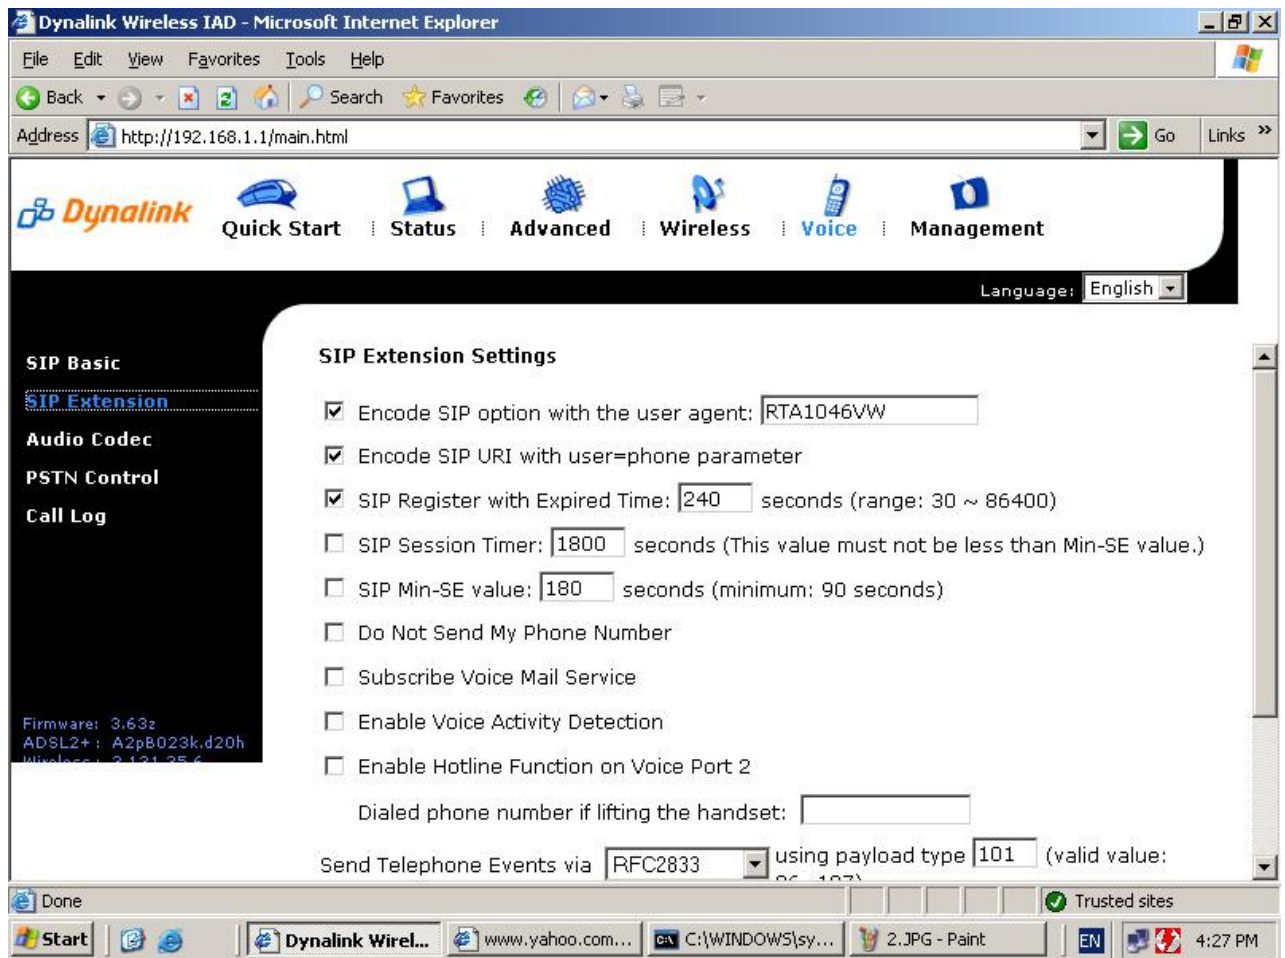 Dynalink Wireless IAD - Microsoft Internet Explorer
File Edit View Favorites Tools Help
Back Search Favorites
Address http://192.168.1.1/main.html Go Links »
Dynalink
Quick Start Status Advanced Wireless Voice Management
Language: English
SIP Basic
SIP Extension
Audio Codec
PSTN Control
Call Log
Firmware: 3.63z
ADSL2+ : A2pB023k.d20h
Wireless : 3.131.35.6
SIP Extension Settings
Encode SIP option with the user agent: RTA1046VW
Encode SIP URI with user=phone parameter
SIP Register with Expired Time: 240 seconds (range: 30 ~ 86400)
SIP Session Timer: 1800 seconds (This value must not be less than Min-SE value.)
SIP Min-SE value: 180 seconds (minimum: 90 seconds)
Do Not Send My Phone Number
Subscribe Voice Mail Service
Enable Voice Activity Detection
Enable Hotline Function on Voice Port 2
Dialed phone number if lifting the handset:
Send Telephone Events via RFC2833 using payload type 101 (valid value:
Done Trusted sites
Start Dynalink Wirel... www.yahoo.com... C:\WINDOWS\sy... 2.JPG - Paint EN 4:27 PM